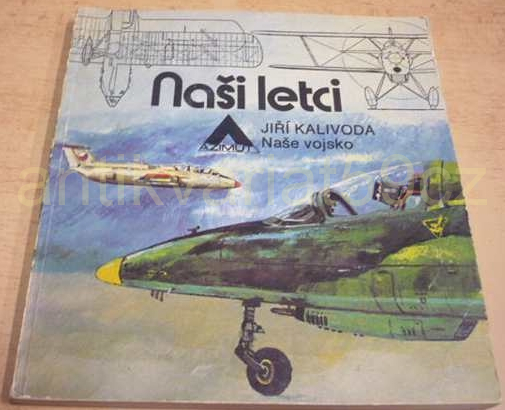 Naši letci
AZIMUT
JIŘÍ KALIVODA
Naše vojsko